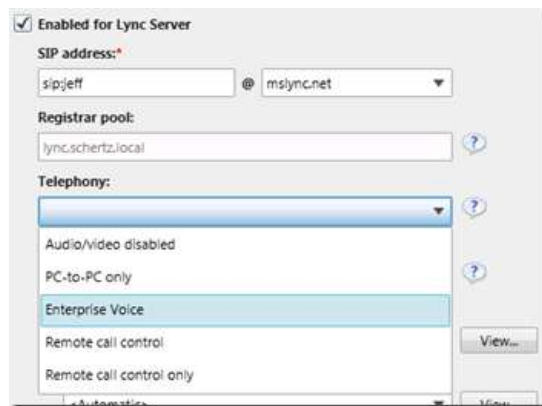 Enabled for Lync Server
SIP address:*
sip:jeff @ mslync.net
Registrar pool:
lync.schertz.local
?
Telephony:
?
Audio/video disabled
PC-to-PC only
?
Enterprise Voice
Remote call control
View...
Remote call control only
<Automatic>
View...